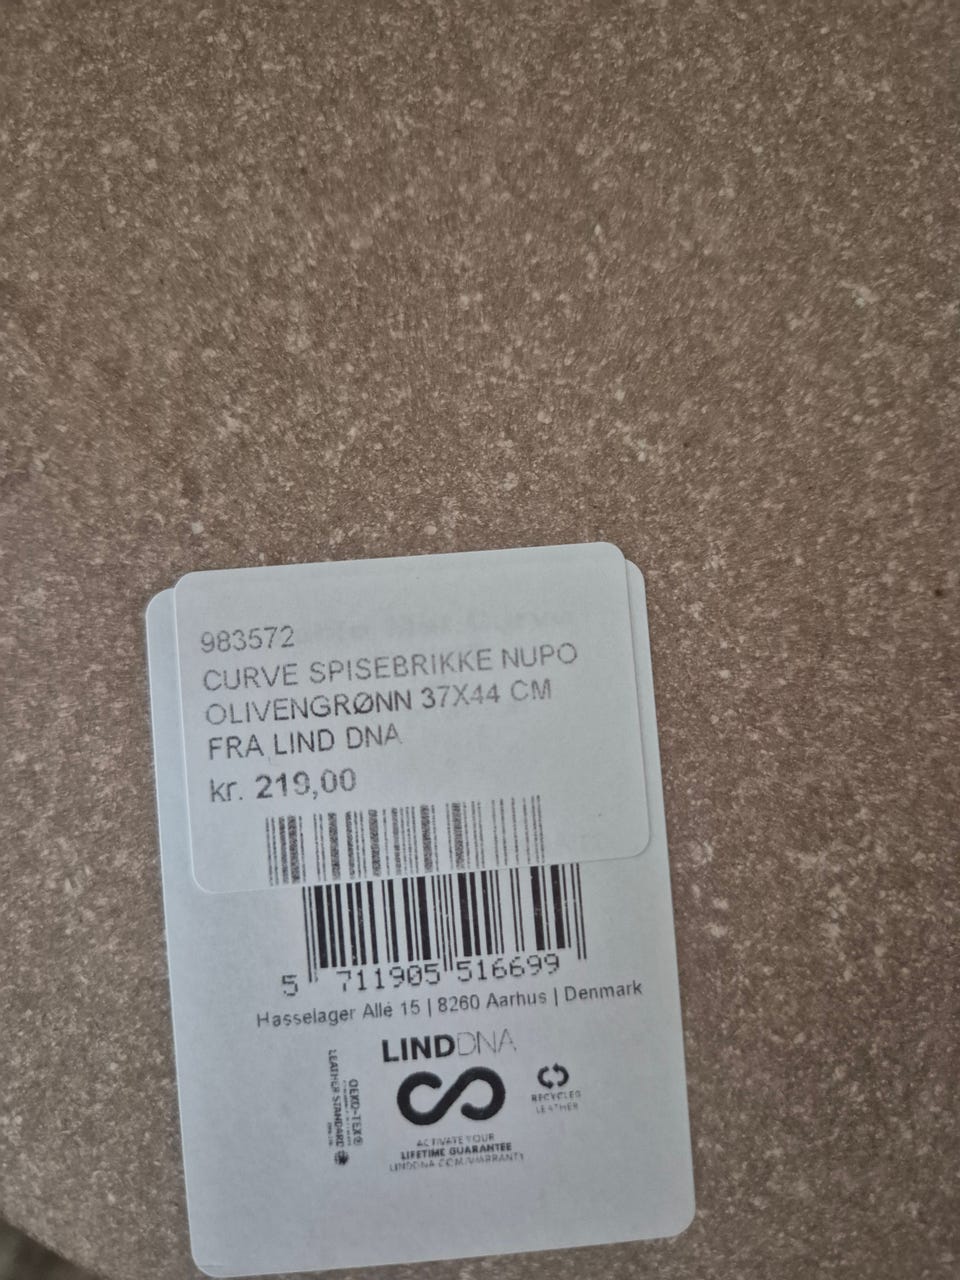 983572
CURVE SPISEBRIKKE NUPO
OLIVENGRØNN 37X44 CM
FRA LIND DNA
kr. 219,00
5 711905 516699
Hasselager Allé 15 | 8260 Aarhus | Denmark
LINDDNA
OEKO-TEX®
LEATHER STANDARD
RECYCLED
LEATHER
ACTIVATE YOUR
LIFETIME GUARANTEE
LINDDNA.COM/WARRANTY